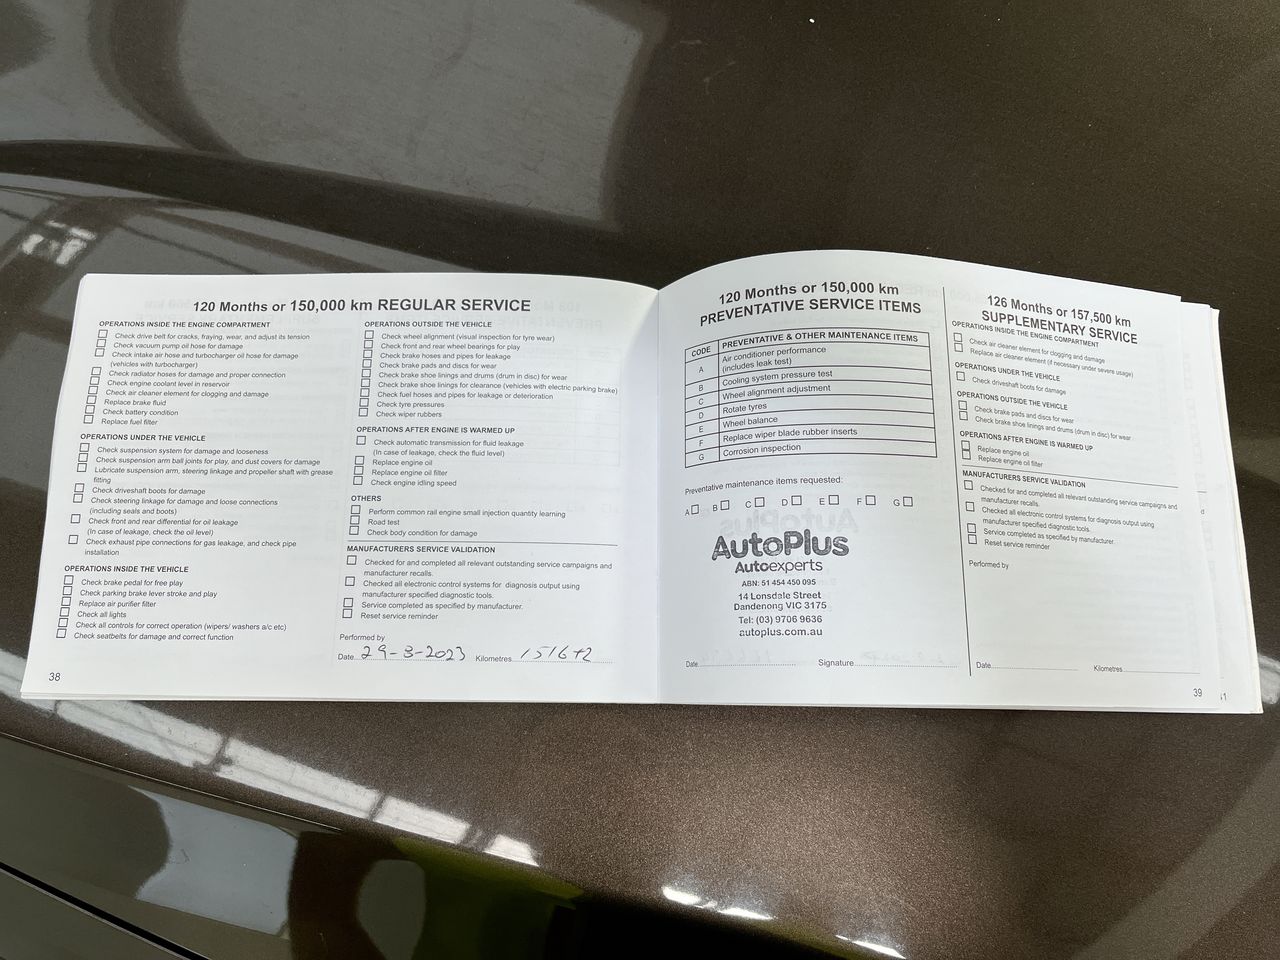 120 Months or 150,000 km REGULAR SERVICE
OPERATIONS INSIDE THE ENGINE COMPARTMENT
Check drive belt for cracks, fraying, wear, and adjust its tension
Check vacuum pump oil hose for damage
Check intake air hose and turbocharger oil hose for damage
(vehicles with turbocharger)
Check radiator hoses for damage and proper connection
Check engine coolant level in reservoir
Check air cleaner element for clogging and damage
Replace brake fluid
Check battery condition
Replace fuel filter
OPERATIONS UNDER THE VEHICLE
Check suspension system for damage and looseness
Check suspension arm ball joints for play, and dust covers for damage
Lubricate suspension arm, steering linkage and propeller shaft with grease
fitting
Check driveshaft boots for damage
Check steering linkage for damage and loose connections
(including seals and boots)
Check front and rear differential for oil leakage
(In case of leakage, check the oil level)
Check exhaust pipe connections for gas leakage, and check pipe
installation
OPERATIONS INSIDE THE VEHICLE
Check brake pedal for free play
Check parking brake lever stroke and play
Replace air purifier filter
Check all lights
Check all controls for correct operation (wipers/ washers a/c etc)
Check seatbelts for damage and correct function
38
OPERATIONS OUTSIDE THE VEHICLE
Check wheel alignment (visual inspection for tyre wear)
Check front and rear wheel bearings for play
Check brake hoses and pipes for leakage
Check brake pads and discs for wear
Check brake shoe linings and drums (drum in disc) for wear
Check brake shoe linings for clearance (vehicles with electric parking brake)
Check fuel hoses and pipes for leakage or deterioration
Check tyre pressures
Check wiper rubbers
OPERATIONS AFTER ENGINE IS WARMED UP
Check automatic transmission for fluid leakage
(In case of leakage, check the fluid level)
Replace engine oil
Replace engine oil filter
Check engine idling speed
OTHERS
Perform common rail engine small injection quantity learning
Road test
Check body condition for damage
MANUFACTURERS SERVICE VALIDATION
Checked for and completed all relevant outstanding service campaigns and
manufacturer recalls.
Checked all electronic control systems for diagnosis output using
manufacturer specified diagnostic tools.
Service completed as specified by manufacturer.
Reset service reminder
Performed by
Date 29-3-2023 Kilometres 151672
120 Months or 150,000 km
PREVENTATIVE SERVICE ITEMS
CODE PREVENTATIVE & OTHER MAINTENANCE ITEMS
A Air conditioner performance
(includes leak test)
B Cooling system pressure test
C Wheel alignment adjustment
D Rotate tyres
E Wheel balance
F Replace wiper blade rubber inserts
G Corrosion inspection
Preventative maintenance items requested:
A B C D E F G
AutoPlus
Autoexperts
ABN: 51 454 450 095
14 Lonsdale Street
Dandenong VIC 3175
Tel: (03) 9706 9636
autoplus.com.au
Date Signature
126 Months or 157,500 km
SUPPLEMENTARY SERVICE
OPERATIONS INSIDE THE ENGINE COMPARTMENT
Check air cleaner element for clogging and damage
Replace air cleaner element (if necessary under severe usage)
OPERATIONS UNDER THE VEHICLE
Check driveshaft boots for damage
OPERATIONS OUTSIDE THE VEHICLE
Check brake pads and discs for wear
Check brake shoe linings and drums (drum in disc) for wear
OPERATIONS AFTER ENGINE IS WARMED UP
Replace engine oil
Replace engine oil filter
MANUFACTURERS SERVICE VALIDATION
Checked for and completed all relevant outstanding service campaigns and
manufacturer recalls.
Checked all electronic control systems for diagnosis output using
manufacturer specified diagnostic tools.
Service completed as specified by manufacturer.
Reset service reminder
Performed by
Date Kilometres
39